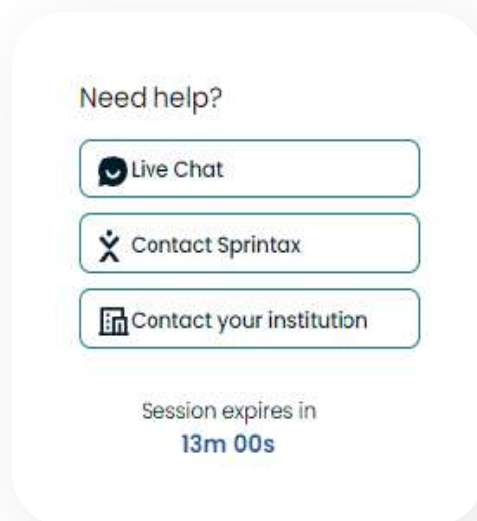 Need help?
Live Chat
Contact Sprintax
Contact your institution
Session expires in
13m 00s